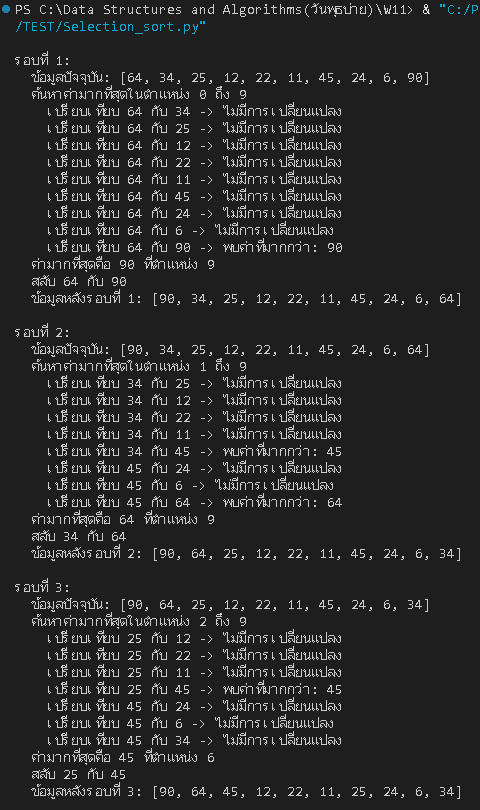 PS C:\Data Structures and Algorithms(วันพุธบ่าย)\W11> & "C:/P
/TEST/Selection_sort.py"
รอบที่ 1:
ข้อมูลปัจจุบัน: [64, 34, 25, 12, 22, 11, 45, 24, 6, 90]
ค้นหาค่ามากที่สุดในตำแหน่ง 0 ถึง 9
เปรียบเทียบ 64 กับ 34 -> ไม่มีการเปลี่ยนแปลง
เปรียบเทียบ 64 กับ 25 -> ไม่มีการเปลี่ยนแปลง
เปรียบเทียบ 64 กับ 12 -> ไม่มีการเปลี่ยนแปลง
เปรียบเทียบ 64 กับ 22 -> ไม่มีการเปลี่ยนแปลง
เปรียบเทียบ 64 กับ 11 -> ไม่มีการเปลี่ยนแปลง
เปรียบเทียบ 64 กับ 45 -> ไม่มีการเปลี่ยนแปลง
เปรียบเทียบ 64 กับ 24 -> ไม่มีการเปลี่ยนแปลง
เปรียบเทียบ 64 กับ 6 -> ไม่มีการเปลี่ยนแปลง
เปรียบเทียบ 64 กับ 90 -> พบค่าที่มากกว่า: 90
ค่ามากที่สุดคือ 90 ที่ตำแหน่ง 9
สลับ 64 กับ 90
ข้อมูลหลังรอบที่ 1: [90, 34, 25, 12, 22, 11, 45, 24, 6, 64]
รอบที่ 2:
ข้อมูลปัจจุบัน: [90, 34, 25, 12, 22, 11, 45, 24, 6, 64]
ค้นหาค่ามากที่สุดในตำแหน่ง 1 ถึง 9
เปรียบเทียบ 34 กับ 25 -> ไม่มีการเปลี่ยนแปลง
เปรียบเทียบ 34 กับ 12 -> ไม่มีการเปลี่ยนแปลง
เปรียบเทียบ 34 กับ 22 -> ไม่มีการเปลี่ยนแปลง
เปรียบเทียบ 34 กับ 11 -> ไม่มีการเปลี่ยนแปลง
เปรียบเทียบ 34 กับ 45 -> พบค่าที่มากกว่า: 45
เปรียบเทียบ 45 กับ 24 -> ไม่มีการเปลี่ยนแปลง
เปรียบเทียบ 45 กับ 6 -> ไม่มีการเปลี่ยนแปลง
เปรียบเทียบ 45 กับ 64 -> พบค่าที่มากกว่า: 64
ค่ามากที่สุดคือ 64 ที่ตำแหน่ง 9
สลับ 34 กับ 64
ข้อมูลหลังรอบที่ 2: [90, 64, 25, 12, 22, 11, 45, 24, 6, 34]
รอบที่ 3:
ข้อมูลปัจจุบัน: [90, 64, 25, 12, 22, 11, 45, 24, 6, 34]
ค้นหาค่ามากที่สุดในตำแหน่ง 2 ถึง 9
เปรียบเทียบ 25 กับ 12 -> ไม่มีการเปลี่ยนแปลง
เปรียบเทียบ 25 กับ 22 -> ไม่มีการเปลี่ยนแปลง
เปรียบเทียบ 25 กับ 11 -> ไม่มีการเปลี่ยนแปลง
เปรียบเทียบ 25 กับ 45 -> พบค่าที่มากกว่า: 45
เปรียบเทียบ 45 กับ 24 -> ไม่มีการเปลี่ยนแปลง
เปรียบเทียบ 45 กับ 6 -> ไม่มีการเปลี่ยนแปลง
เปรียบเทียบ 45 กับ 34 -> ไม่มีการเปลี่ยนแปลง
ค่ามากที่สุดคือ 45 ที่ตำแหน่ง 6
สลับ 25 กับ 45
ข้อมูลหลังรอบที่ 3: [90, 64, 45, 12, 22, 11, 25, 24, 6, 34]